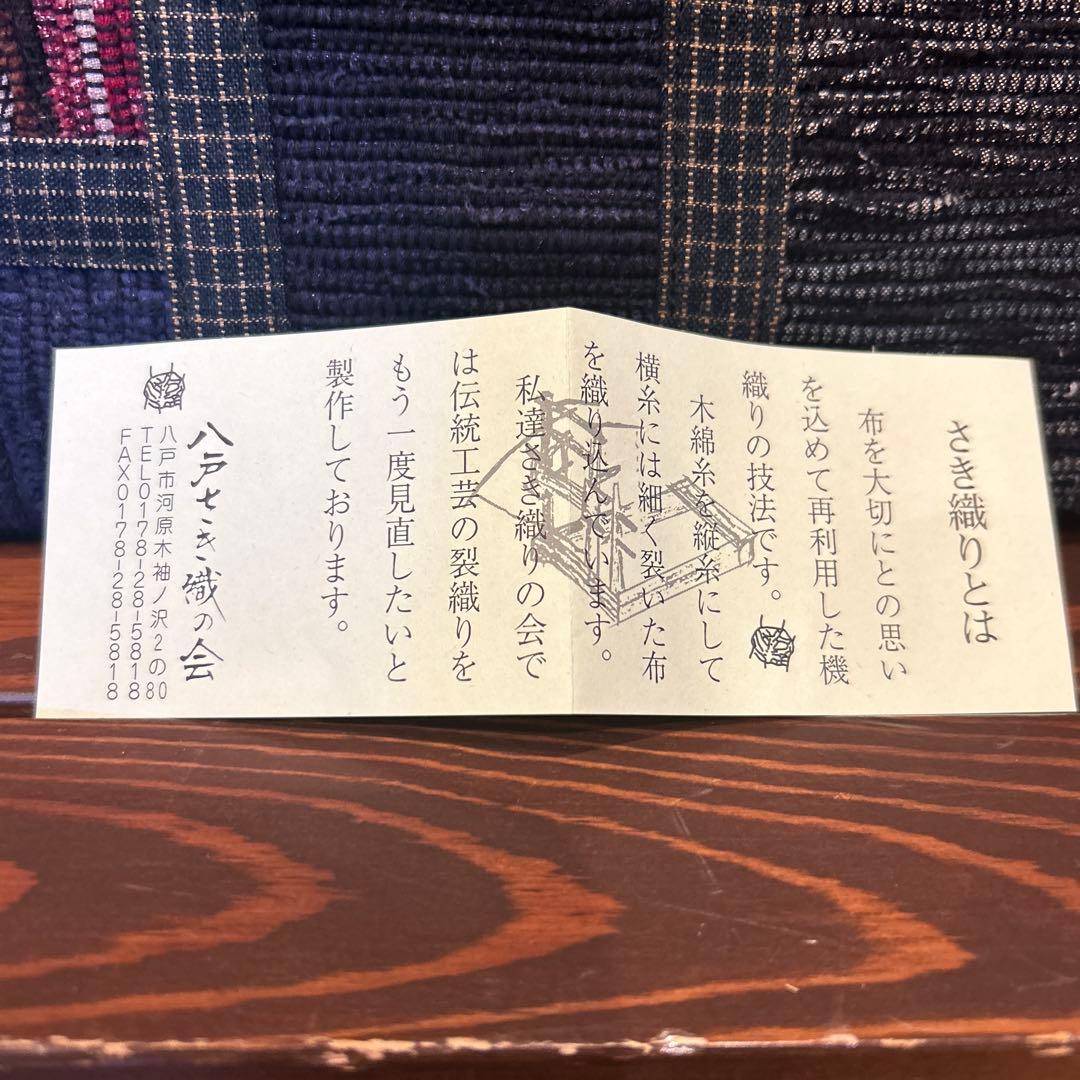 さき織りとは
布を大切にとの思い
を込めて再利用した機
織りの技法です。
木綿糸を縦糸にして
横糸には細く裂いた布
を織り込んでいます。
私達さき織りの会で
は伝統工芸の裂織りを
もう一度見直したいと
製作しております。
八戸さき織の会
八戸市河原木袖ノ沢2の80
TEL0178-28-5818
FAX0178-28-5818